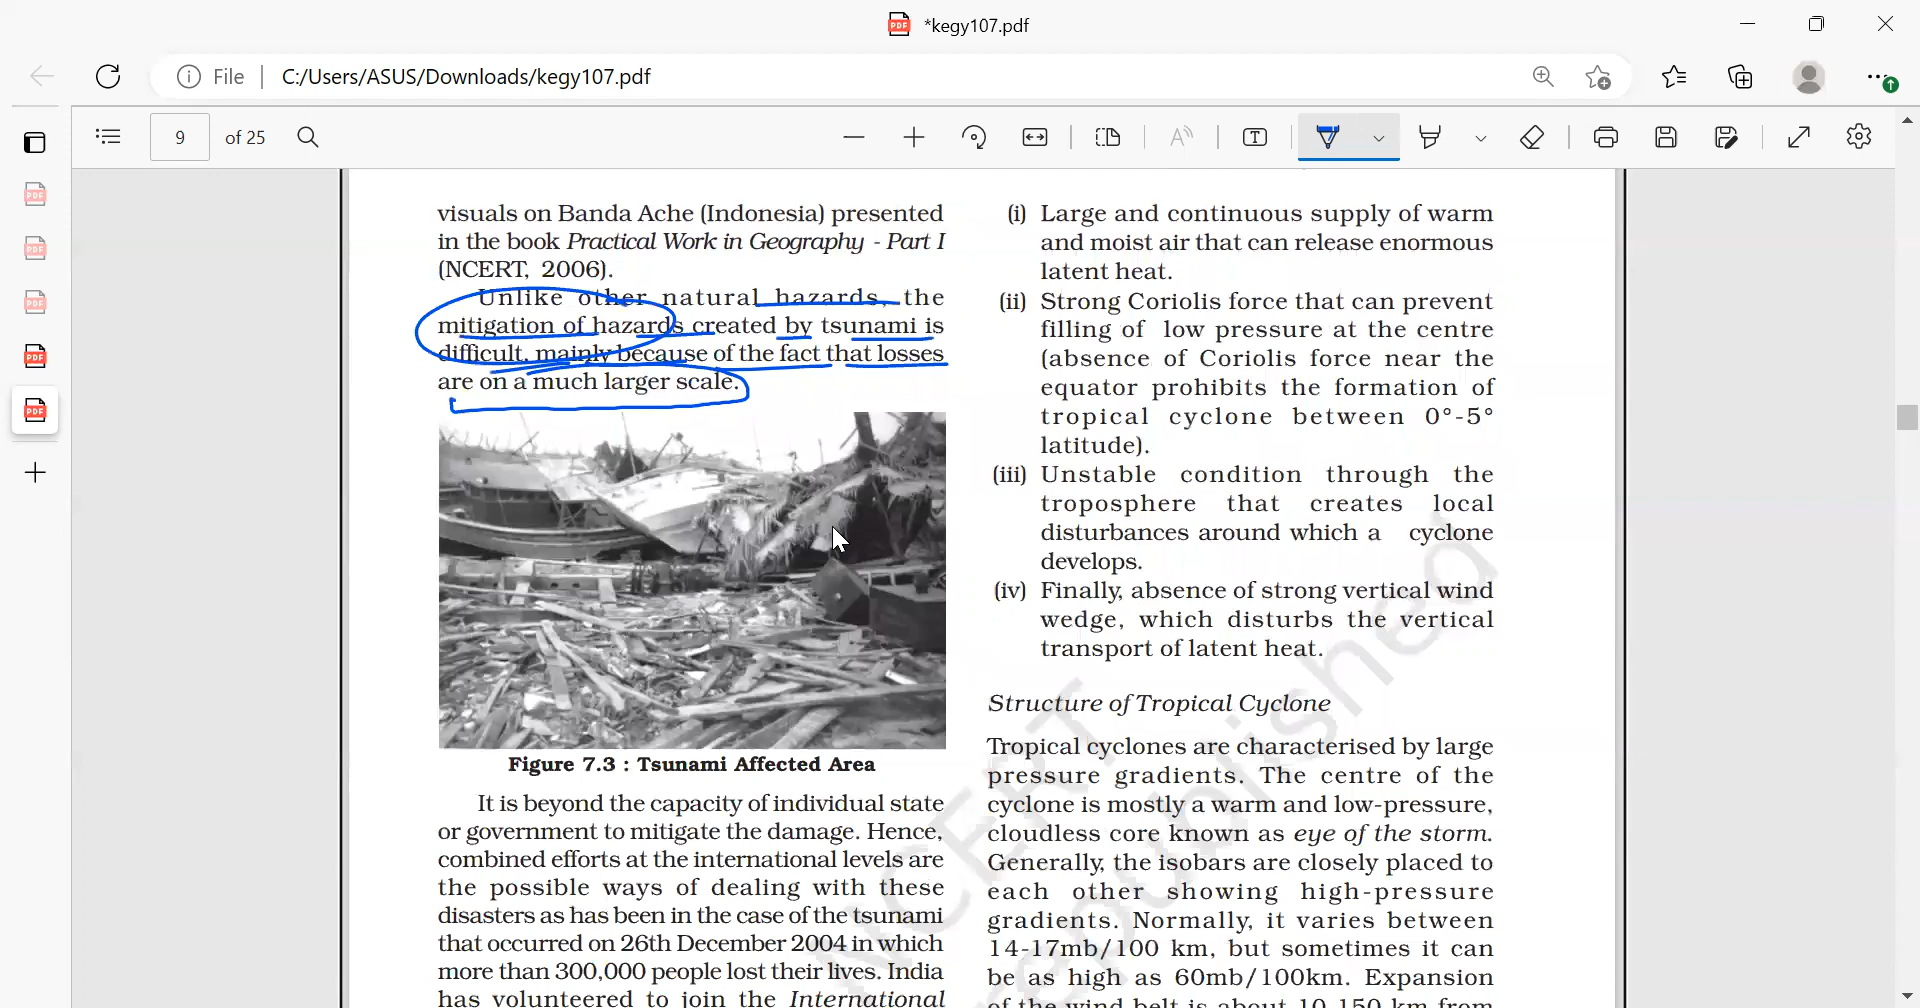 *kegy107.pdf
File
C:/Users/ASUS/Downloads/kegy107.pdf
9 of 25
visuals on Banda Ache (Indonesia) presented
in the book Practical Work in Geography - Part I
(NCERT, 2006).
Unlike other natural hazards, the
mitigation of hazards created by tsunami is
difficult, mainly because of the fact that losses
are on a much larger scale.
Figure 7.3 : Tsunami Affected Area
It is beyond the capacity of individual state
or government to mitigate the damage. Hence,
combined efforts at the international levels are
the possible ways of dealing with these
disasters as has been in the case of the tsunami
that occurred on 26th December 2004 in which
more than 300,000 people lost their lives. India
has volunteered to join the International
(i) Large and continuous supply of warm
and moist air that can release enormous
latent heat.
(ii) Strong Coriolis force that can prevent
filling of low pressure at the centre
(absence of Coriolis force near the
equator prohibits the formation of
tropical cyclone between 0°-5°
latitude).
(iii) Unstable condition through the
troposphere that creates local
disturbances around which a cyclone
develops.
(iv) Finally, absence of strong vertical wind
wedge, which disturbs the vertical
transport of latent heat.
Structure of Tropical Cyclone
Tropical cyclones are characterised by large
pressure gradients. The centre of the
cyclone is mostly a warm and low-pressure,
cloudless core known as eye of the storm.
Generally, the isobars are closely placed to
each other showing high-pressure
gradients. Normally, it varies between
14-17mb/100 km, but sometimes it can
be as high as 60mb/100km. Expansion
of the wind belt is about 10-150 km from
NCERT
republished